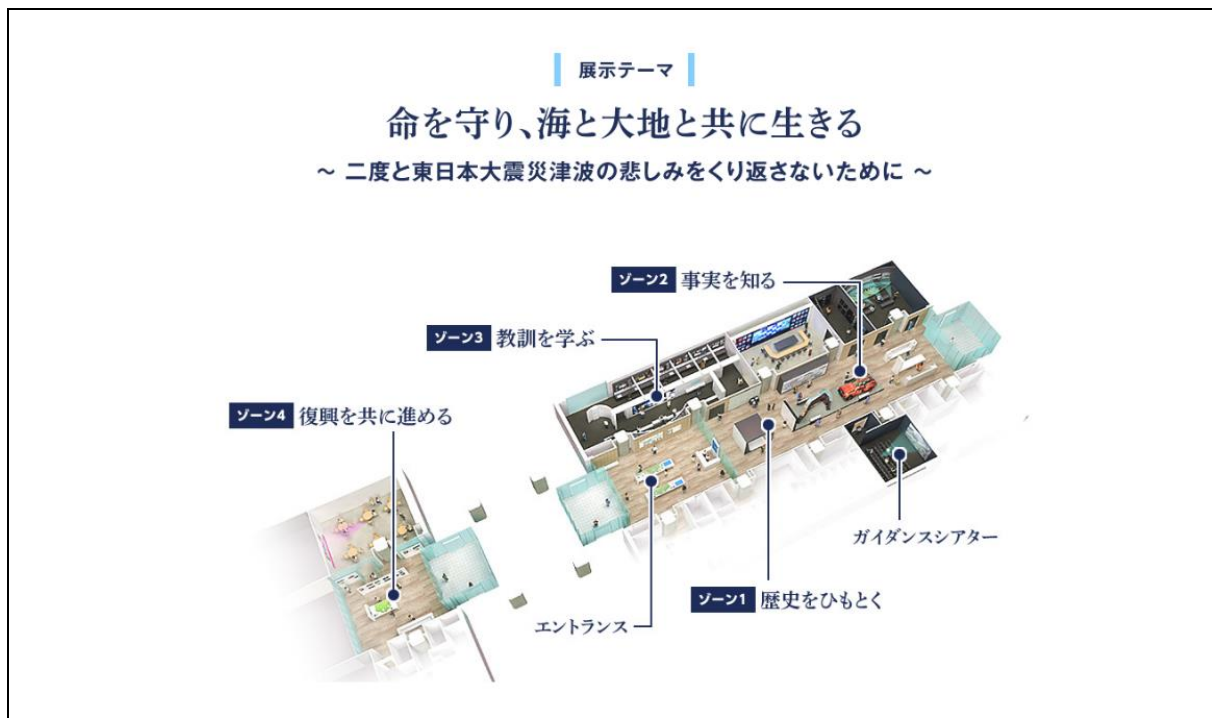 展示テーマ
命を守り、海と大地と共に生きる
〜 二度と東日本大震災津波の悲しみをくり返さないために 〜
ゾーン2 事実を知る
ゾーン3 教訓を学ぶ
ゾーン4 復興を共に進める
ガイダンスシアター
ゾーン1 歴史をひもとく
エントランス